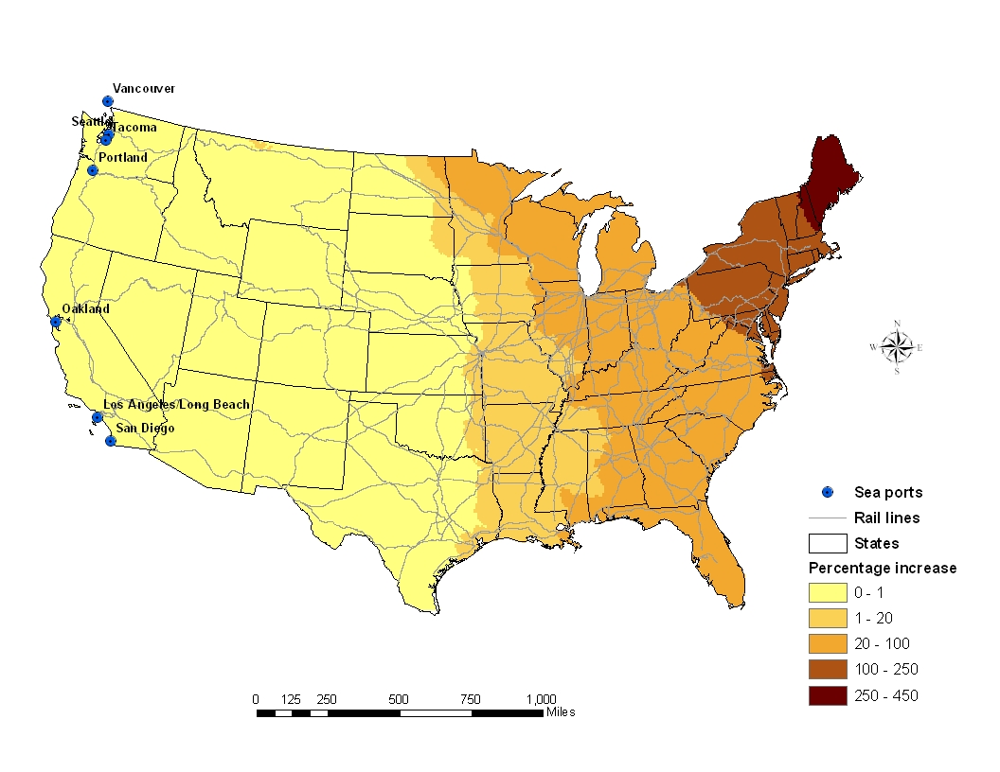 Vancouver
Seattle
Tacoma
Portland
Oakland
Los Angeles/Long Beach
San Diego
N
W E
S
Sea ports
Rail lines
States
Percentage increase
0 - 1
1 - 20
20 - 100
100 - 250
250 - 450
0 125 250 500 750 1,000
Miles